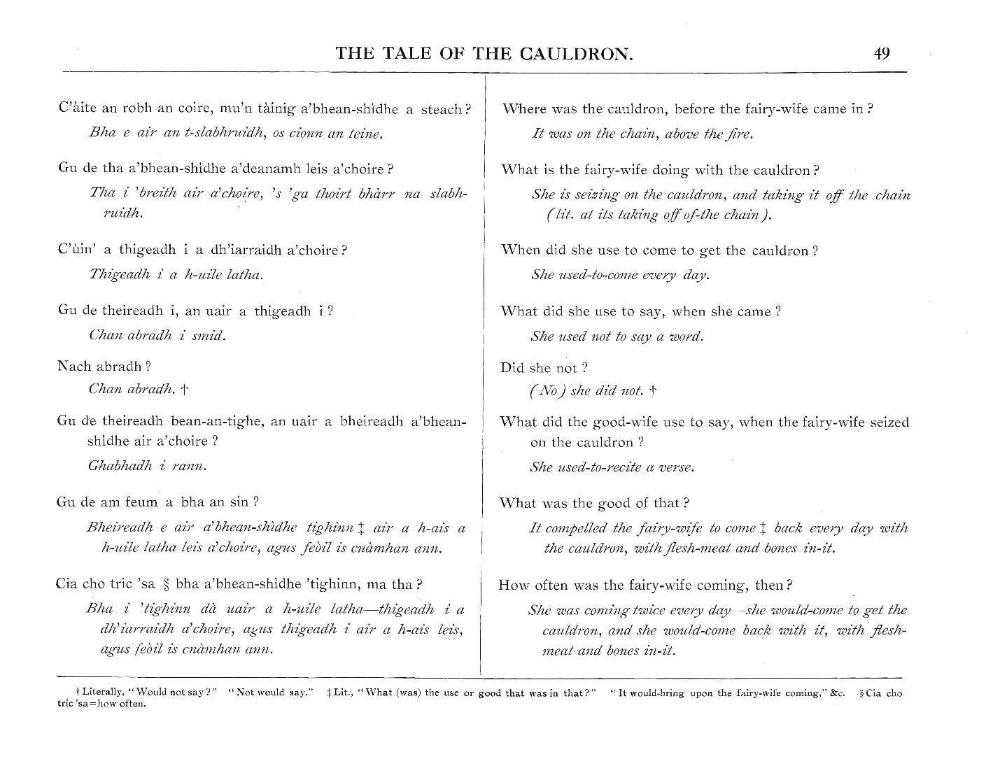 THE TALE OF THE CAULDRON. 49
C'àite an robh an coire, mu'n tàinig a'bhean-shìdhe a steach?
Bha e air an t-slabhruidh, os cionn an teine.
Gu de tha a'bhean-shìdhe a'deanamh leis a'choire?
Tha i 'breith air a'choire, 's 'ga thoirt bhàrr na slabh-
ruidh.
C'ùin' a thigeadh i a dh'iarraidh a'choire?
Thigeadh i a h-uile latha.
Gu de theireadh i, an uair a thigeadh i?
Chan abradh i smid.
Nach abradh?
Chan abradh. †
Gu de theireadh bean-an-tighe, an uair a bheireadh a'bhean-
shìdhe air a'choire?
Ghabhadh i rann.
Gu de am feum a bha an sin?
Bheireadh e air a'bhean-shìdhe tighinn ‡ air a h-ais a
h-uile latha leis a'choire, agus feòil is cnàmhan ann.
Cia cho tric 'sa § bha a'bhean-shìdhe 'tighinn, ma tha?
Bha i 'tighinn dà uair a h-uile latha—thigeadh i a
dh'iarraidh a'choire, agus thigeadh i air a h-ais leis,
agus feòil is cnàmhan ann.
Where was the cauldron, before the fairy-wife came in?
It was on the chain, above the fire.
What is the fairy-wife doing with the cauldron?
She is seizing on the cauldron, and taking it off the chain
(lit. at its taking off of-the chain).
When did she use to come to get the cauldron?
She used-to-come every day.
What did she use to say, when she came?
She used not to say a word.
Did she not?
(No) she did not. †
What did the good-wife use to say, when the fairy-wife seized
on the cauldron?
She used-to-recite a verse.
What was the good of that?
It compelled the fairy-wife to come ‡ back every day with
the cauldron, with flesh-meat and bones in-it.
How often was the fairy-wife coming, then?
She was coming twice every day—she would-come to get the
cauldron, and she would-come back with it, with flesh-
meat and bones in-it.
† Literally, "Would not say?" "Not would say." ‡ Lit., "What (was) the use or good that was in that?" "It would-bring upon the fairy-wife coming," &c. § Cia cho
tric 'sa=how often.